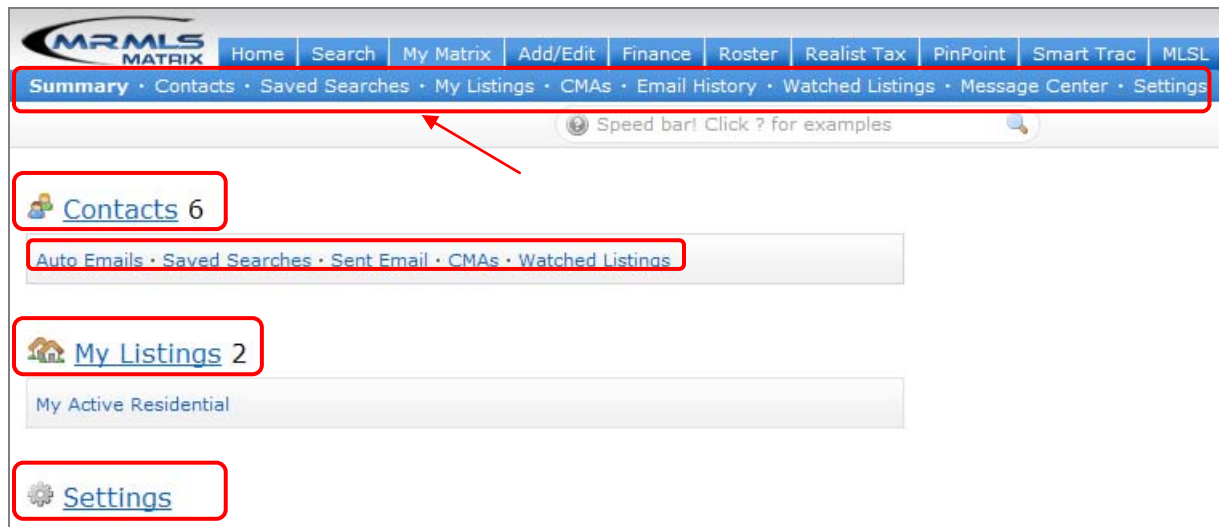 MRMLS
MATRIX
Home Search My Matrix Add/Edit Finance Roster Realist Tax PinPoint Smart Trac MLSL
Summary · Contacts · Saved Searches · My Listings · CMAs · Email History · Watched Listings · Message Center · Settings
? Speed bar! Click ? for examples
Contacts 6
Auto Emails · Saved Searches · Sent Email · CMAs · Watched Listings
My Listings 2
My Active Residential
Settings